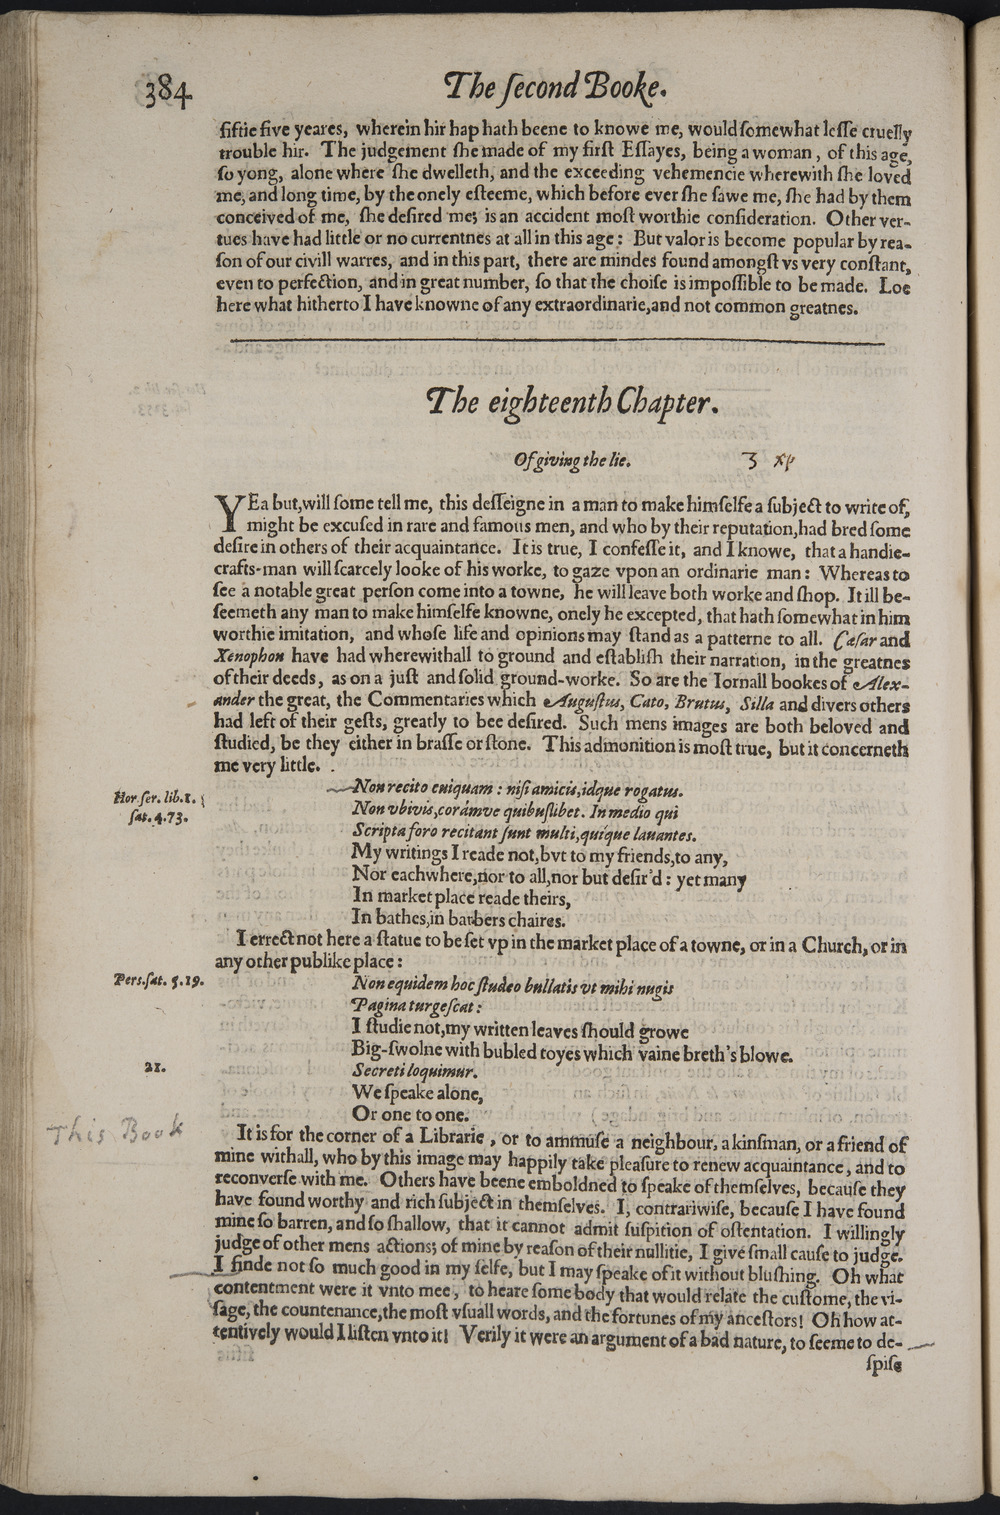 384 The ſecond Booke.
fiftie five yeares, wherein hir hap hath beene to knowe me, would ſomewhat leſſe cruelly
trouble hir. The judgement ſhe made of my firſt Eſſayes, being a woman, of this age,
ſo yong, alone where ſhe dwelleth, and the exceeding vehemencie wherewith ſhe loved
me, and long time, by the onely eſteeme, which before ever ſhe ſawe me, ſhe had by them
conceived of me, ſhe deſired me; is an accident moſt worthie conſideration. Other ver-
tues have had little or no currentnes at all in this age: But valor is become popular by rea-
ſon of our civill warres, and in this part, there are mindes found amongſt vs very conſtant,
even to perfection, and in great number, ſo that the choiſe is impoſſible to be made. Loe
here what hitherto I have knowne of any extraordinarie, and not common greatnes.
The eighteenth Chapter.
Of giving the lie. 3 xp
YEa but, will ſome tell me, this deſſeigne in a man to make himſelfe a ſubject to write of,
might be excuſed in rare and famous men, and who by their reputation, had bred ſome
deſire in others of their acquaintance. It is true, I confeſſe it, and I knowe, that a handie-
crafts-man will ſcarcely looke of his worke, to gaze vpon an ordinarie man: Whereas to
ſee a notable great perſon come into a towne, he will leave both worke and ſhop. It ill be-
ſeemeth any man to make himſelfe knowne, onely he excepted, that hath ſomewhat in him
worthie imitation, and whoſe life and opinions may ſtand as a patterne to all. Cæſar and
Xenophon have had wherewithall to ground and eſtabliſh their narration, in the greatnes
of their deeds, as on a juſt and ſolid ground-worke. So are the Iornall bookes of Alex-
ander the great, the Commentaries which Auguſtus, Cato, Brutus, Silla and divers others
had left of their geſts, greatly to bee deſired. Such mens images are both beloved and
ſtudied, be they either in braſſe or ſtone. This admonition is moſt true, but it concerneth
me very little.
Hor. ſer. lib. 1.
ſat. 4. 73.
Non recito cuiquam: niſi amicis, idque rogatus.
Non vbivis, corámve quibuſlibet. In medio qui
Scripta foro recitant ſunt multi, quíque lauantes.
My writings I reade not, bvt to my friends, to any,
Nor eachwhere, nor to all, nor but deſir'd: yet many
In market place reade theirs,
In bathes, in barbers chaires.
I errect not here a ſtatue to be ſet vp in the market place of a towne, or in a Church, or in
any other publike place:
Perſ. ſat. 5. 19.
Non equidem hoc ſtudeo bullatis vt mihi nugis
Pagina turgeſcat:
I ſtudie not, my written leaves ſhould growe
Big-ſwolne with bubled toyes which vaine breth's blowe.
21.
Secreti loquimur.
We ſpeake alone,
Or one to one.
This Book
It is for the corner of a Librarie, or to ammuſe a neighbour, a kinſman, or a friend of
mine withall, who by this image may happily take pleaſure to renew acquaintance, and to
reconverſe with me. Others have beene emboldned to ſpeake of themſelves, becauſe they
have found worthy and rich ſubject in themſelves. I, contrariwiſe, becauſe I have found
mine ſo barren, and ſo ſhallow, that it cannot admit ſuſpition of oſtentation. I willingly
judge of other mens actions; of mine by reaſon of their nullitie, I give ſmall cauſe to judge.
I finde not ſo much good in my ſelfe, but I may ſpeake of it without bluſhing. Oh what
contentment were it vnto mee, to heare ſome body that would relate the cuſtome, the vi-
ſage, the countenance, the moſt vſuall words, and the fortunes of my anceſtors! Oh how at-
tentively would I liſten vnto it! Verily it were an argument of a bad nature, to ſeeme to de-
ſpiſe